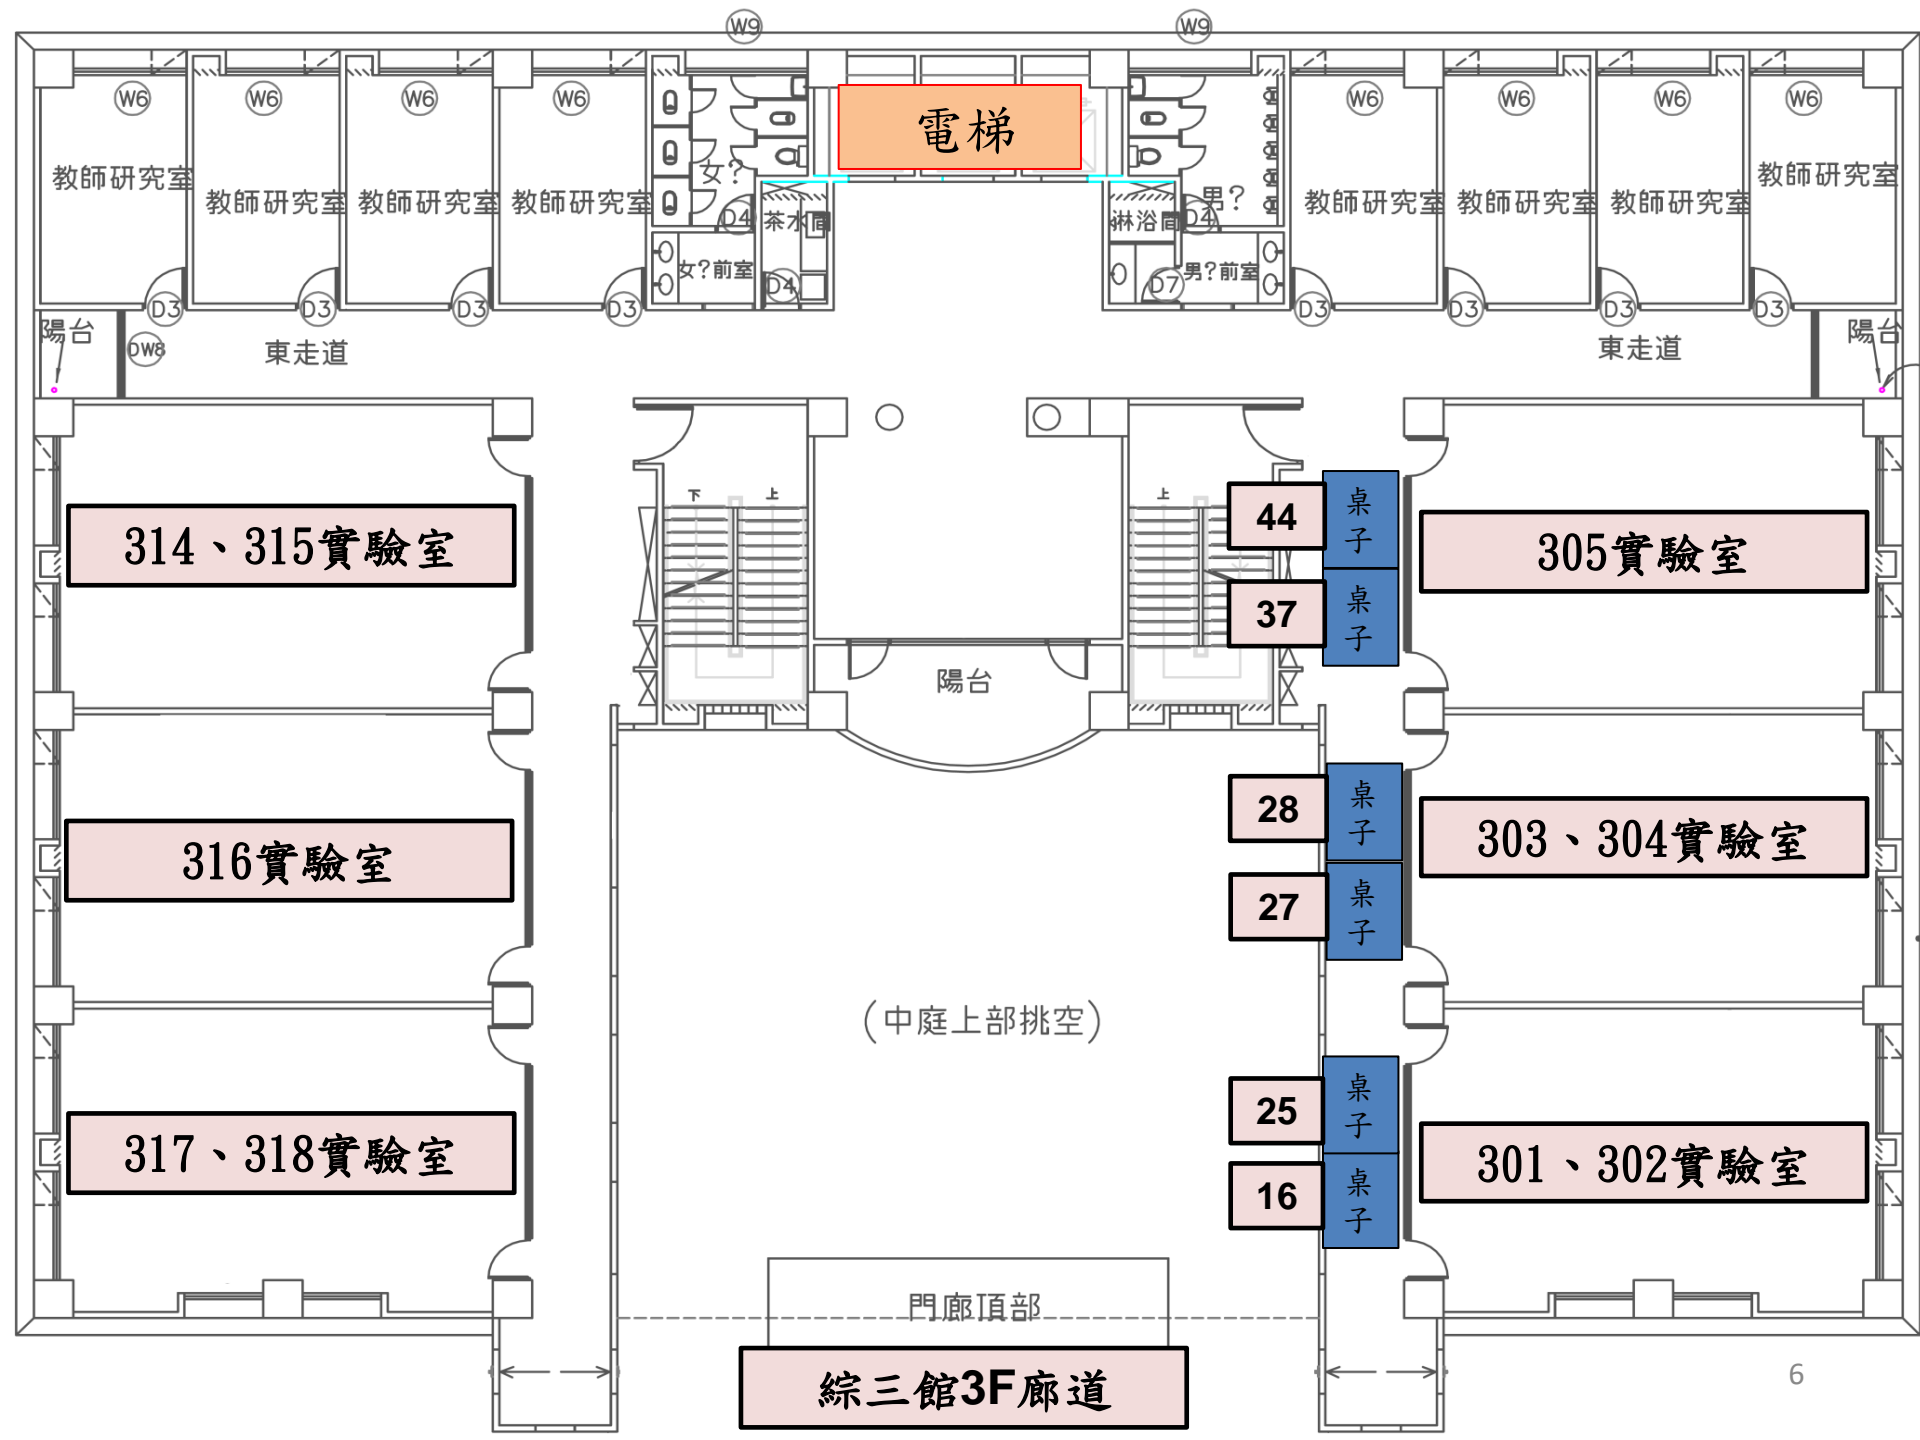 W9
W9
W6
W6
W6
W6
電梯
W6
W6
W6
W6
教師研究室
教師研究室
教師研究室
教師研究室
女?
男?
教師研究室
教師研究室
教師研究室
教師研究室
D4
茶水間
淋浴間
D4
女?前室
D4
D7
男?前室
D3
D3
D3
D3
D3
D3
D3
D3
陽台
DW8
東走道
東走道
陽台
下
上
上
44
桌子
37
桌子
314、315實驗室
305實驗室
陽台
28
桌子
27
桌子
316實驗室
303、304實驗室
(中庭上部挑空)
25
桌子
16
桌子
317、318實驗室
301、302實驗室
門廊頂部
綜三館3F廊道
6